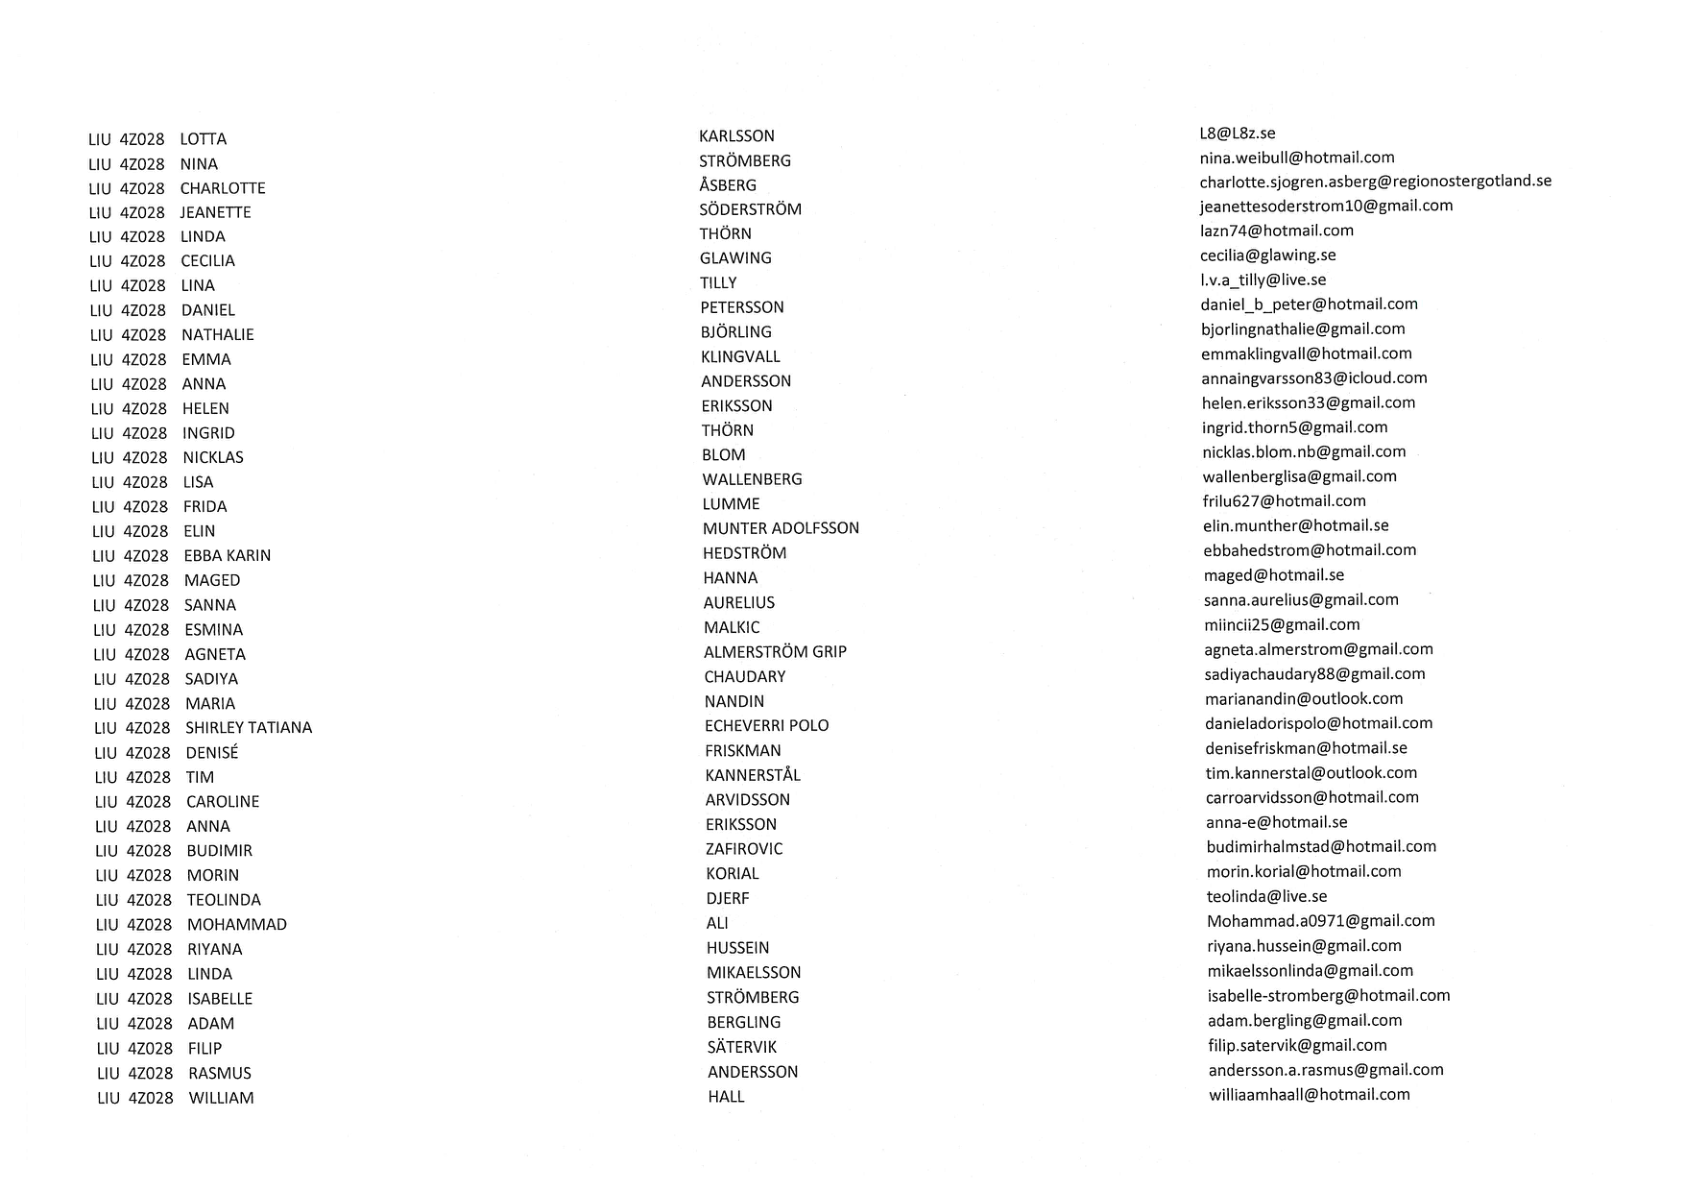 LIU 4Z028 LOTTA KARLSSON L8@L8z.se
LIU 4Z028 NINA STRÖMBERG nina.weibull@hotmail.com
LIU 4Z028 CHARLOTTE ÅSBERG charlotte.sjogren.asberg@regionostergotland.se
LIU 4Z028 JEANETTE SÖDERSTRÖM jeanettesoderstrom10@gmail.com
LIU 4Z028 LINDA THÖRN lazn74@hotmail.com
LIU 4Z028 CECILIA GLAWING cecilia@glawing.se
LIU 4Z028 LINA TILLY l.v.a_tilly@live.se
LIU 4Z028 DANIEL PETERSSON daniel_b_peter@hotmail.com
LIU 4Z028 NATHALIE BJÖRLING bjorlingnathalie@gmail.com
LIU 4Z028 EMMA KLINGVALL emmaklingvall@hotmail.com
LIU 4Z028 ANNA ANDERSSON annaingvarsson83@icloud.com
LIU 4Z028 HELEN ERIKSSON helen.eriksson33@gmail.com
LIU 4Z028 INGRID THÖRN ingrid.thorn5@gmail.com
LIU 4Z028 NICKLAS BLOM nicklas.blom.nb@gmail.com
LIU 4Z028 LISA WALLENBERG wallenberglisa@gmail.com
LIU 4Z028 FRIDA LUMME frilu627@hotmail.com
LIU 4Z028 ELIN MUNTER ADOLFSSON elin.munther@hotmail.se
LIU 4Z028 EBBA KARIN HEDSTRÖM ebbahedstrom@hotmail.com
LIU 4Z028 MAGED HANNA maged@hotmail.se
LIU 4Z028 SANNA AURELIUS sanna.aurelius@gmail.com
LIU 4Z028 ESMINA MALKIC miincii25@gmail.com
LIU 4Z028 AGNETA ALMERSTRÖM GRIP agneta.almerstrom@gmail.com
LIU 4Z028 SADIYA CHAUDARY sadiyachaudary88@gmail.com
LIU 4Z028 MARIA NANDIN marianandin@outlook.com
LIU 4Z028 SHIRLEY TATIANA ECHEVERRI POLO danieladorispolo@hotmail.com
LIU 4Z028 DENISÉ FRISKMAN denisefriskman@hotmail.se
LIU 4Z028 TIM KANNERSTÅL tim.kannerstal@outlook.com
LIU 4Z028 CAROLINE ARVIDSSON carroarvidsson@hotmail.com
LIU 4Z028 ANNA ERIKSSON anna-e@hotmail.se
LIU 4Z028 BUDIMIR ZAFIROVIC budimirhalmstad@hotmail.com
LIU 4Z028 MORIN KORIAL morin.korial@hotmail.com
LIU 4Z028 TEOLINDA DJERF teolinda@live.se
LIU 4Z028 MOHAMMAD ALI Mohammad.a0971@gmail.com
LIU 4Z028 RIYANA HUSSEIN riyana.hussein@gmail.com
LIU 4Z028 LINDA MIKAELSSON mikaelssonlinda@gmail.com
LIU 4Z028 ISABELLE STRÖMBERG isabelle-stromberg@hotmail.com
LIU 4Z028 ADAM BERGLING adam.bergling@gmail.com
LIU 4Z028 FILIP SÄTERVIK filip.satervik@gmail.com
LIU 4Z028 RASMUS ANDERSSON andersson.a.rasmus@gmail.com
LIU 4Z028 WILLIAM HALL williaamhaall@hotmail.com